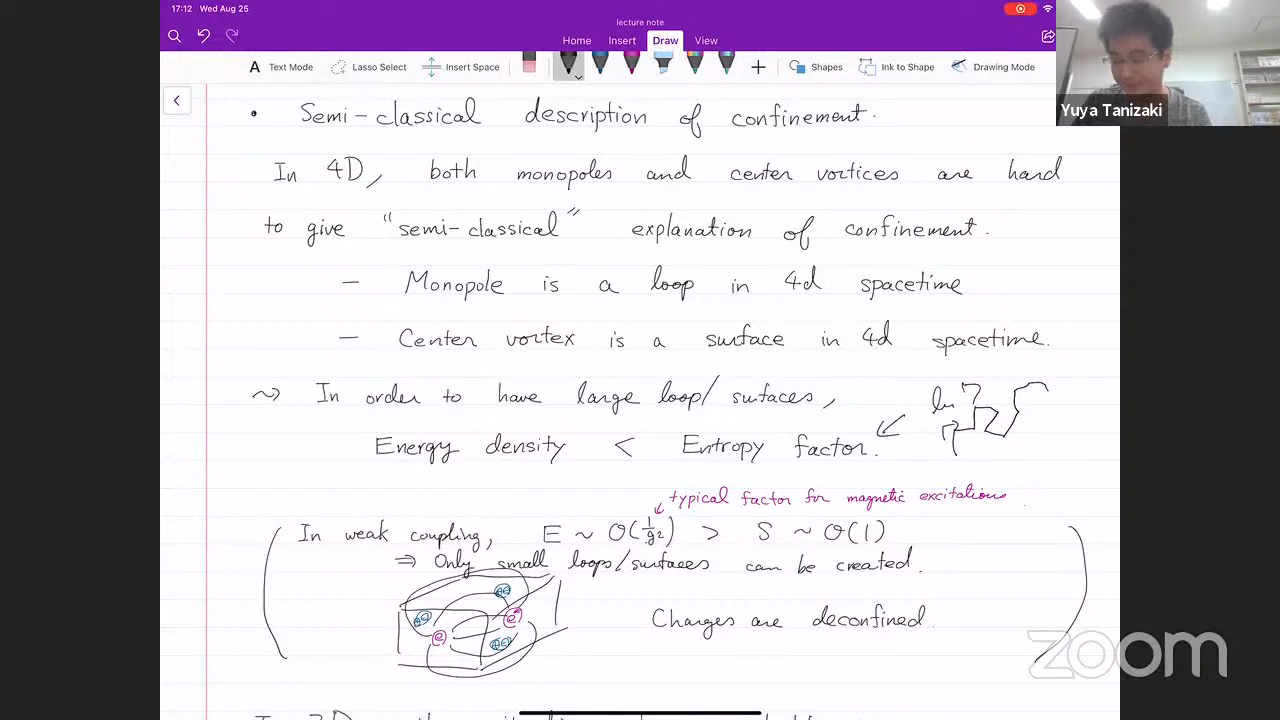 17:12 Wed Aug 25
lecture note
Home Insert Draw View
Text Mode Lasso Select Insert Space Shapes Ink to Shape Drawing Mode
Yuya Tanizaki
• Semi-classical description of confinement.
In 4D, both monopoles and center vortices are hard
to give "semi-classical" explanation of confinement.
— Monopole is a loop in 4d spacetime
— Center vortex is a surface in 4d spacetime.
⇝ In order to have large loop/surfaces,
ln 7
Energy density < Entropy factor.
typical factor for magnetic excitations
In weak coupling, E ~ O(1/g²) > S ~ O(1)
⇒ Only small loops/surfaces can be created.
Charges are deconfined.
zoom